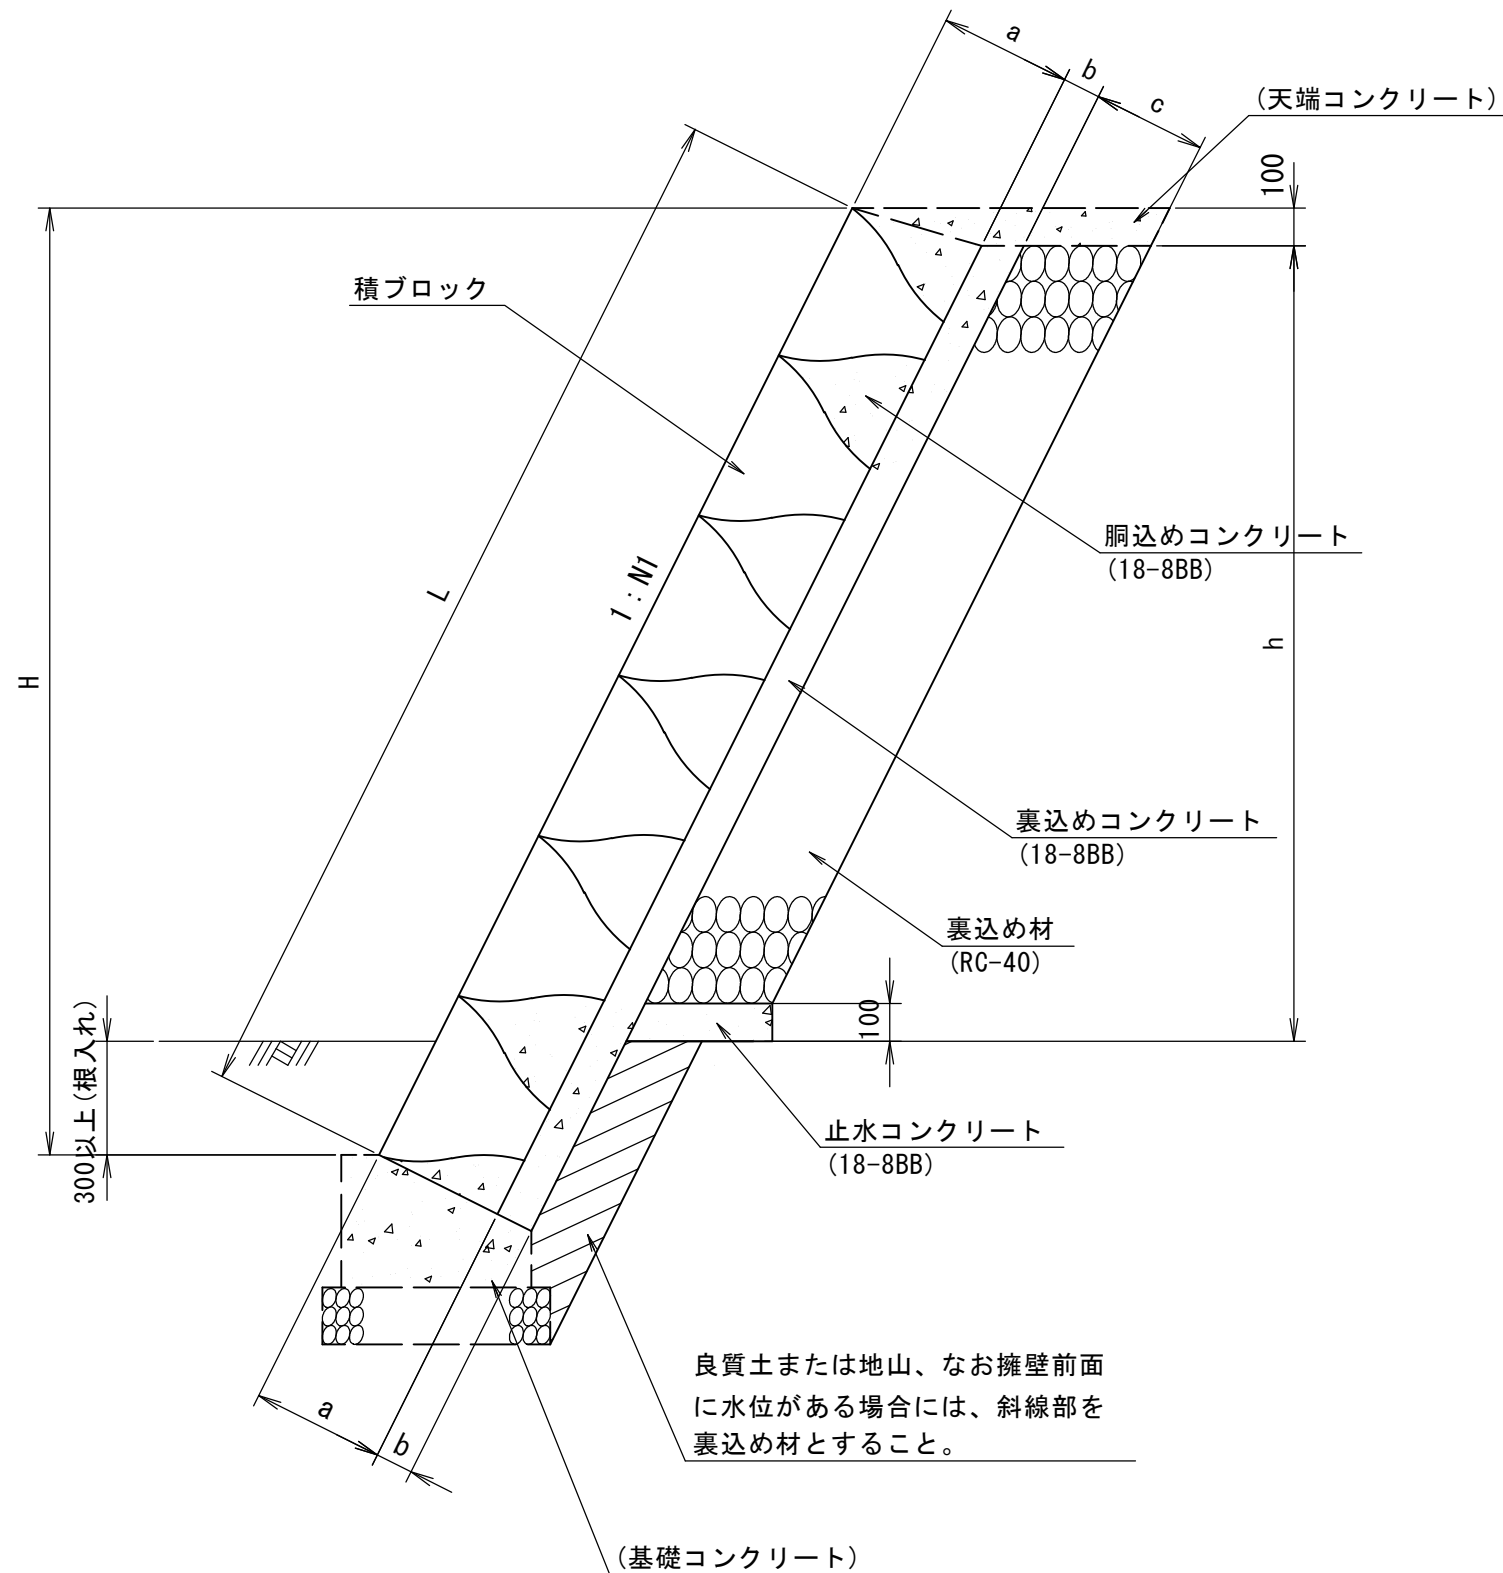 a
b
c
(天端コンクリート)
100
積ブロック
胴込めコンクリート
(18-8BB)
L
1:N1
H
h
裏込めコンクリート
(18-8BB)
裏込め材
(RC-40)
100
300以上(根入れ)
止水コンクリート
(18-8BB)
良質土または地山、なお擁壁前面
に水位がある場合には、斜線部を
裏込め材とすること。
a
b
(基礎コンクリート)